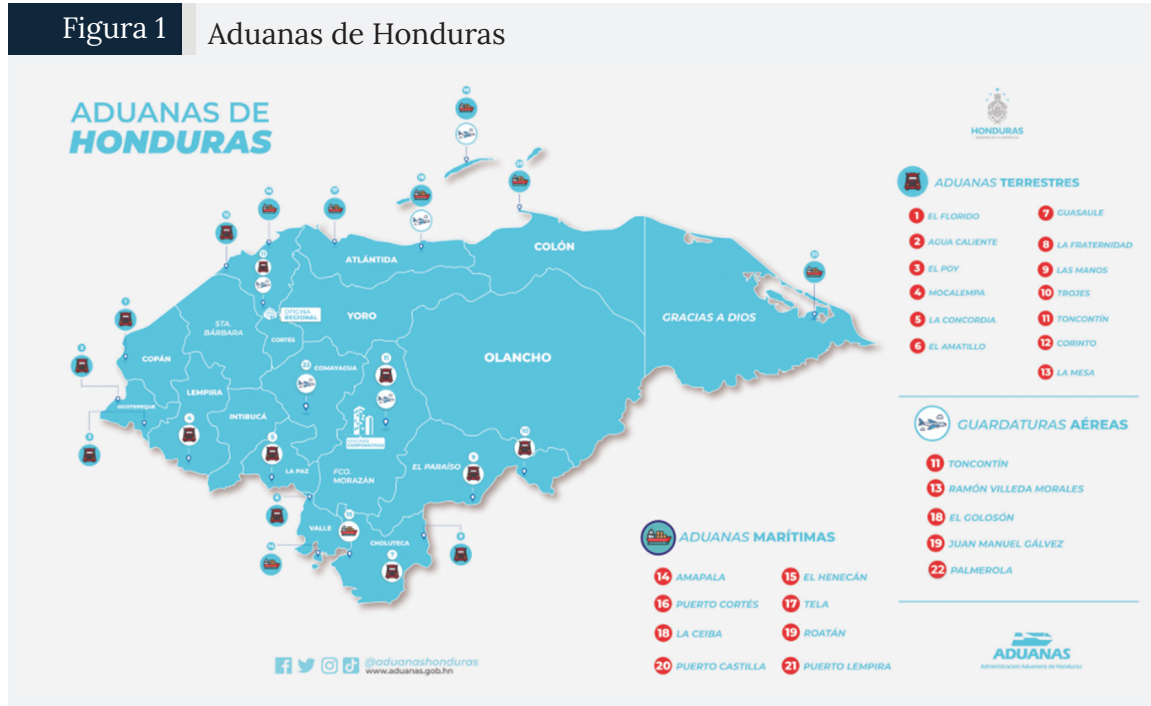 Figura 1
Aduanas de Honduras
ADUANAS DE
HONDURAS
HONDURAS
ADUANAS TERRESTRES
1 EL FLORIDO
2 AGUA CALIENTE
3 EL POY
4 MOCALEMPA
5 LA CONCORDIA
6 EL AMATILLO
7 GUASAULE
8 LA FRATERNIDAD
9 LAS MANOS
10 TROJES
11 TONCONTÍN
12 CORINTO
13 LA MESA
GUARDATURAS AÉREAS
11 TONCONTÍN
13 RAMÓN VILLEDA MORALES
18 EL GOLOSÓN
19 JUAN MANUEL GÁLVEZ
22 PALMEROLA
ADUANAS MARÍTIMAS
14 AMAPALA
16 PUERTO CORTÉS
18 LA CEIBA
20 PUERTO CASTILLA
15 EL HENECÁN
17 TELA
19 ROATÁN
21 PUERTO LEMPIRA
ATLÁNTIDA
COLÓN
GRACIAS A DIOS
OFICINA
REGIONAL
YORO
STA.
BÁRBARA
CORTÉS
COPÁN
OLANCHO
COMAYAGUA
LEMPIRA
OCOTEPEQUE
INTIBUCÁ
OFICINA
CORPORATIVA
LA PAZ
FCO.
MORAZÁN
EL PARAÍSO
VALLE
CHOLUTECA
@aduanashonduras
www.aduanas.gob.hn
ADUANAS
Administración Aduanera de Honduras